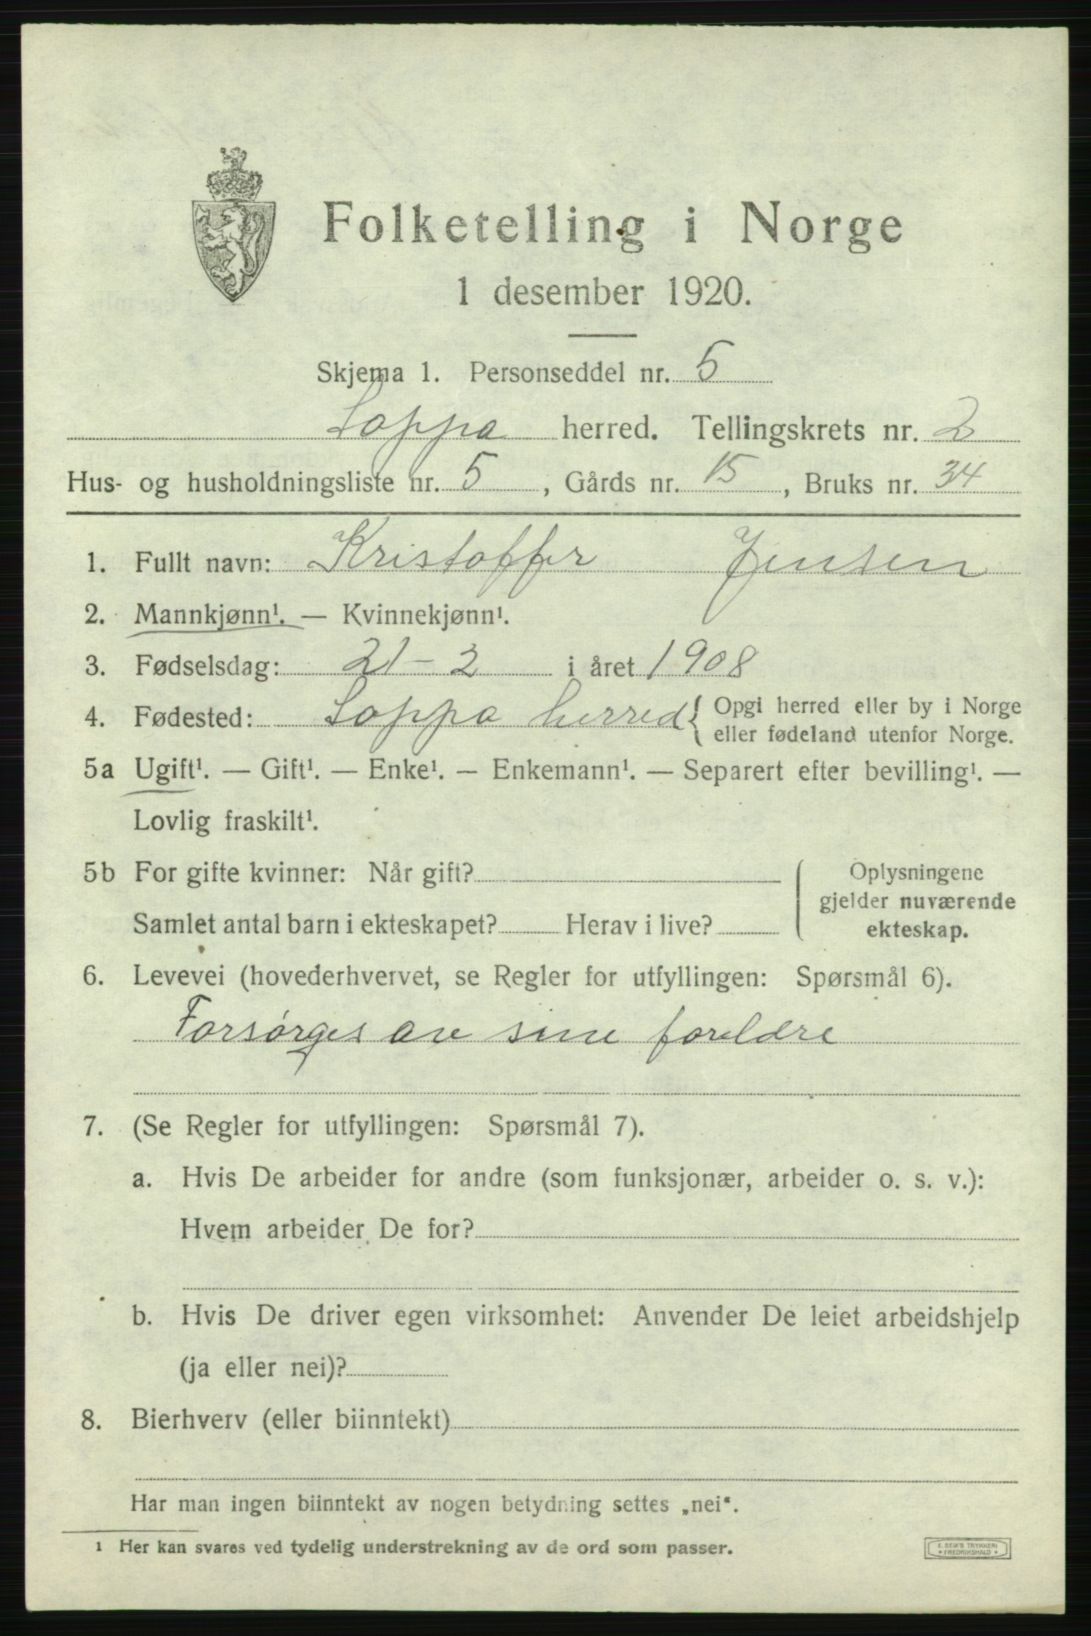 Folketelling i Norge
1 desember 1920.
Skjema 1. Personseddel nr. 5
Loppa herred. Tellingskrets nr. 2
Hus- og husholdningsliste nr. 5, Gårds nr. 15, Bruks nr. 34
1. Fullt navn: Kristoffer Jensen
2. Mannkjønn¹. — Kvinnekjønn¹.
3. Fødselsdag: 21-2 i året 1908
4. Fødested: Loppa herred { Opgi herred eller by i Norge
eller fødeland utenfor Norge.
5a Ugift¹. — Gift¹. — Enke¹. — Enkemann¹. — Separert efter bevilling¹. —
Lovlig fraskilt¹.
5b For gifte kvinner: Når gift?
Samlet antal barn i ekteskapet? Herav i live?
Oplysningene
gjelder nuværende
ekteskap.
6. Levevei (hovederhvervet, se Regler for utfyllingen: Spørsmål 6).
Forsørges av sine foreldre
7. (Se Regler for utfyllingen: Spørsmål 7).
a. Hvis De arbeider for andre (som funksjonær, arbeider o. s. v.):
Hvem arbeider De for?
b. Hvis De driver egen virksomhet: Anvender De leiet arbeidshjelp
(ja eller nei)?
8. Bierhverv (eller biinntekt)
Har man ingen biinntekt av nogen betydning settes „nei“.
¹ Her kan svares ved tydelig understrekning av de ord som passer.
E. SEM'S TRYKKERI
FREDRIKSHALD